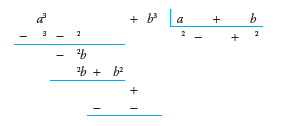 a³ + b³ a + b
− ³ − ² ² − + ²
− ²b
²b + b²
+
− −